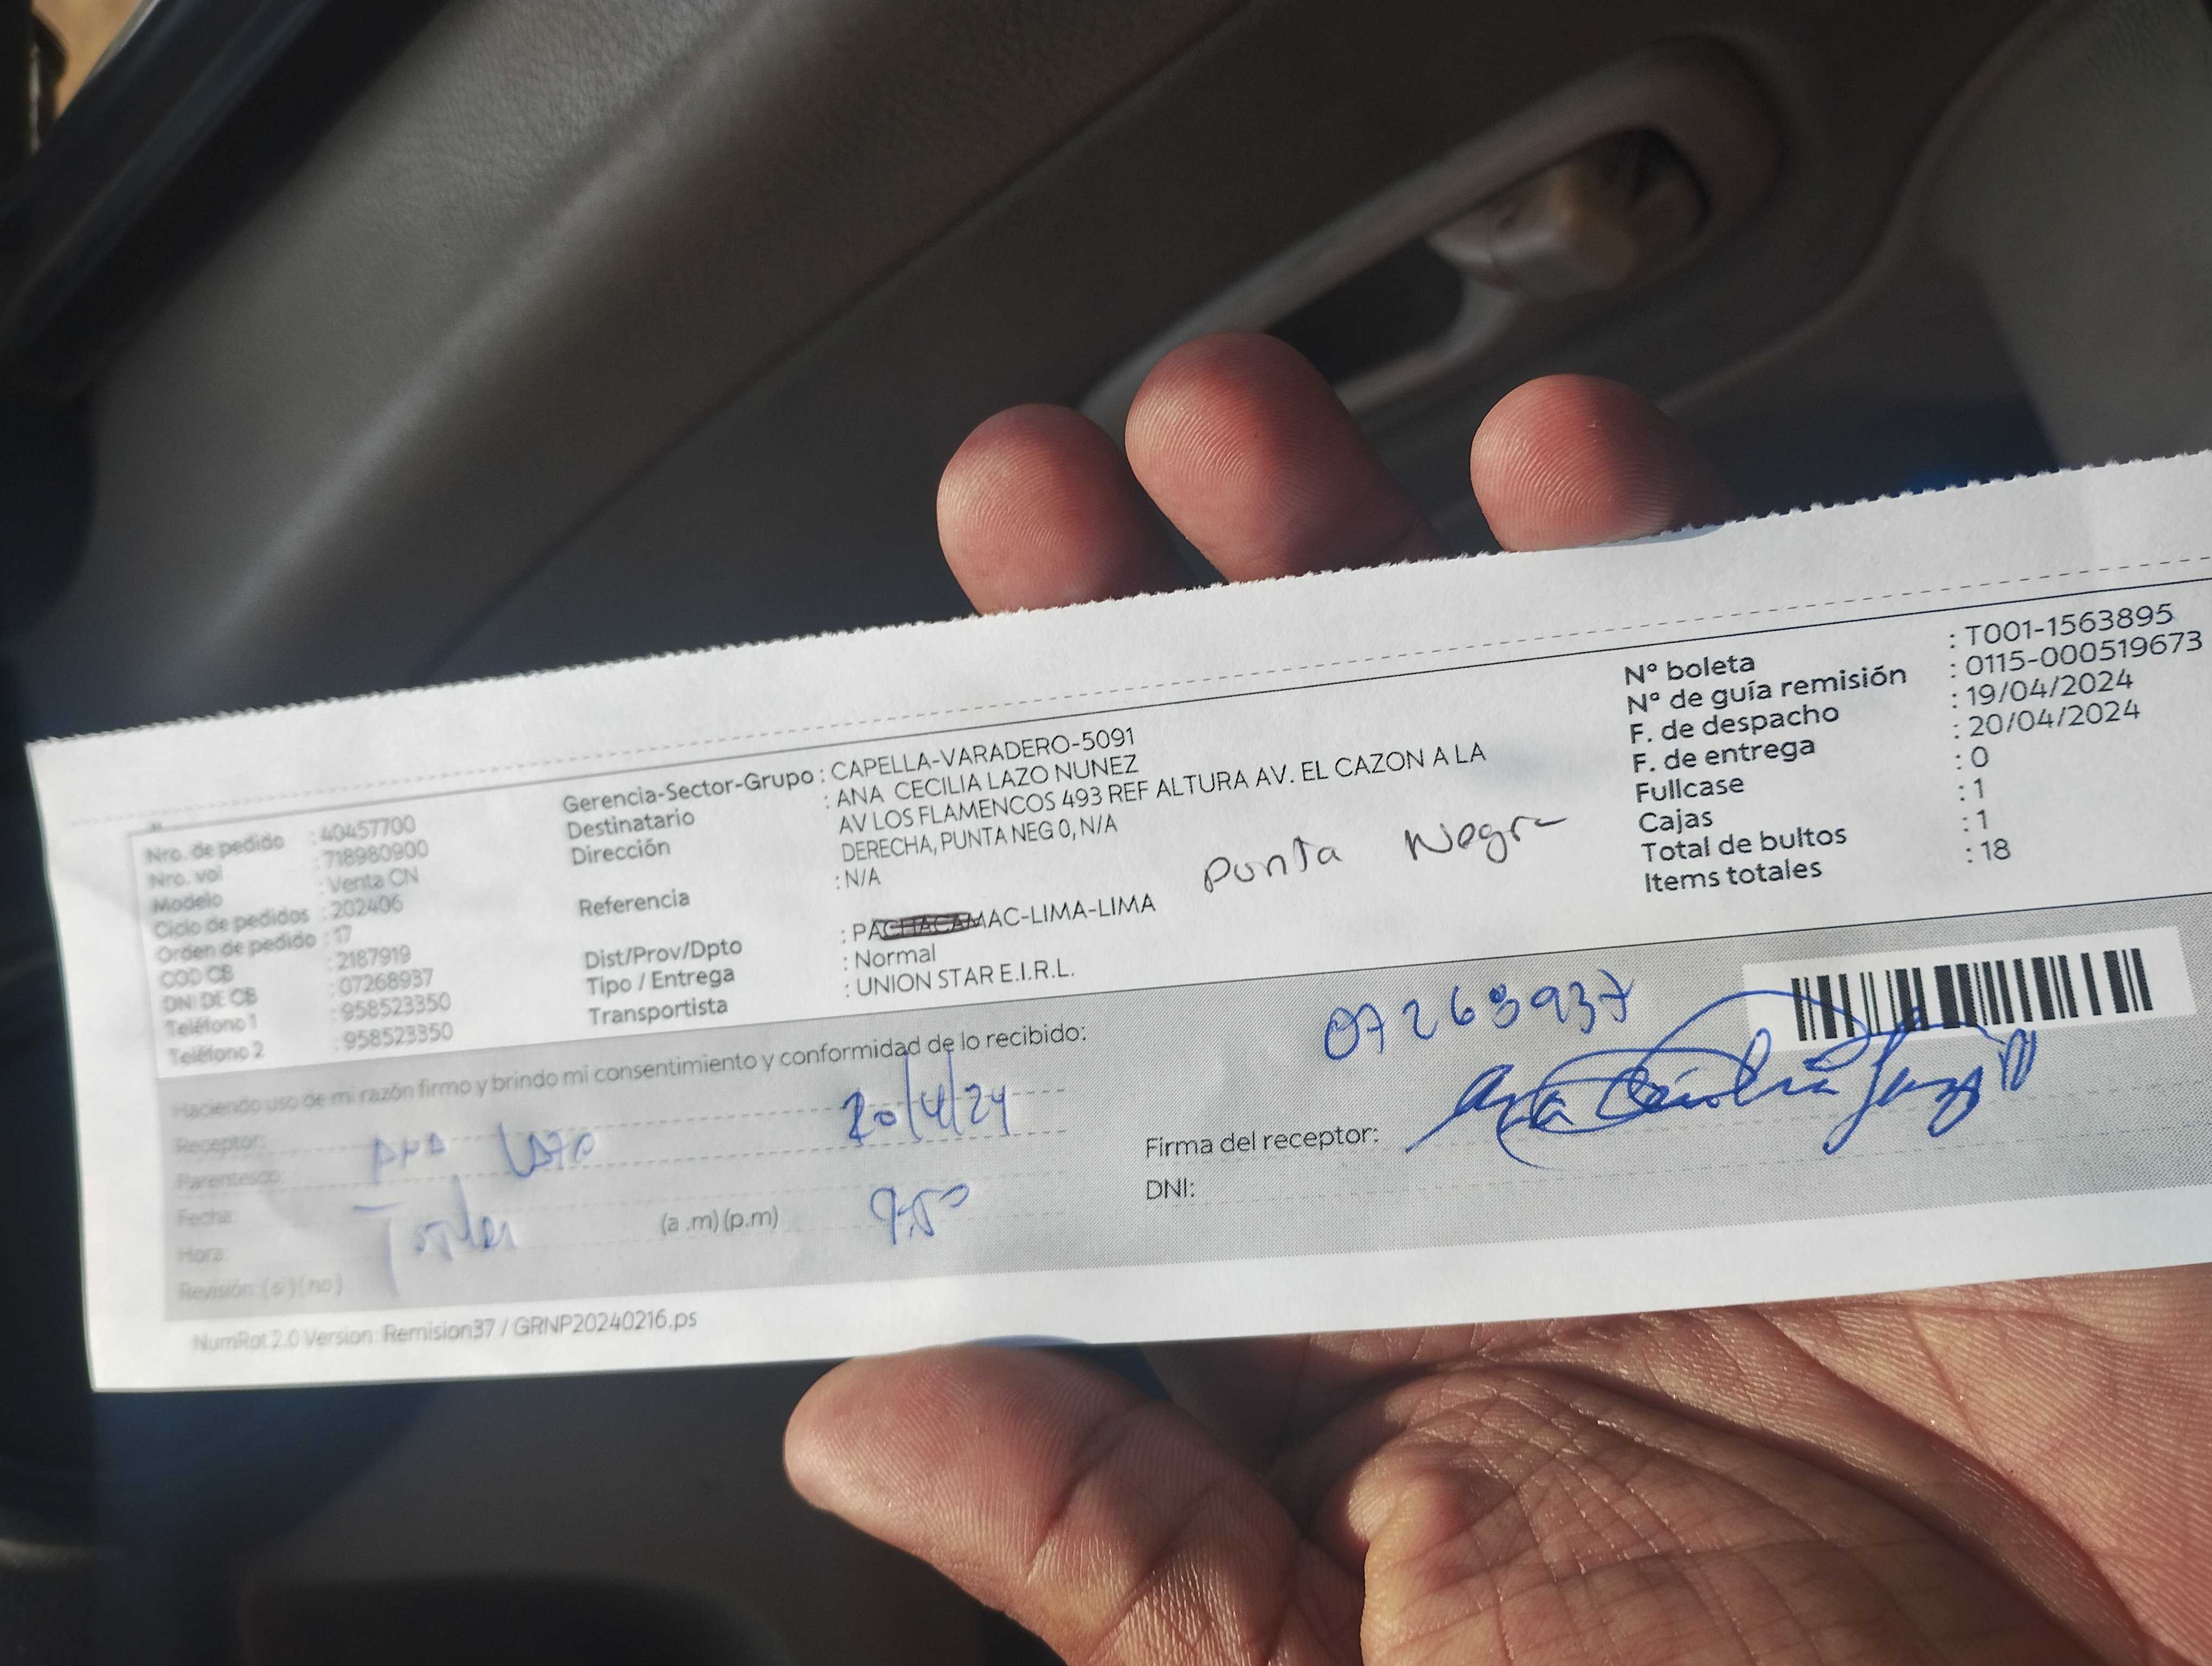 Nro. de pedido : 40457700
Nro. vol : 718980900
Modelo : Venta CN
Ciclo de pedidos : 202406
Orden de pedido : 17
COD CB : 2187919
DNI DE CB : 07268937
Teléfono 1 : 958523350
Teléfono 2 : 958523350
Gerencia-Sector-Grupo : CAPELLA-VARADERO-5091
Destinatario : ANA CECILIA LAZO NUNEZ
Dirección AV LOS FLAMENCOS 493 REF ALTURA AV. EL CAZON A LA
DERECHA, PUNTA NEG 0, N/A
Referencia : N/A
Dist/Prov/Dpto : PACHACAMAC-LIMA-LIMA
Punta Negra
Tipo / Entrega : Normal
Transportista : UNION STAR E.I.R.L.
N° boleta : T001-1563895
N° de guía remisión : 0115-000519673
F. de despacho : 19/04/2024
F. de entrega : 20/04/2024
Fullcase : 0
Cajas : 1
Total de bultos : 1
Items totales : 18
Haciendo uso de mi razón firmo y brindo mi consentimiento y conformidad de lo recibido:
Receptor: Ana Lazo
Parentesco:
Fecha: 20/4/24
Hora: (a .m) (p.m) 9:50
Revisión: (si) (no)
07268937
Firma del receptor: Ana Cecilia Lazo N
DNI:
NumRot 2.0 Version: Remision37 / GRNP20240216.ps